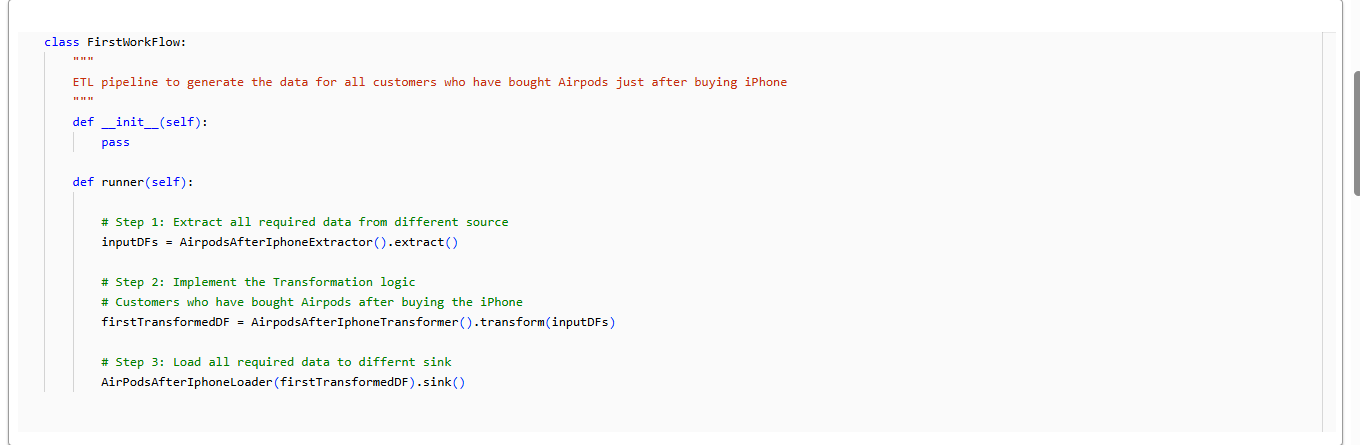 class FirstWorkFlow:
    """
    ETL pipeline to generate the data for all customers who have bought Airpods just after buying iPhone
    """
    def __init__(self):
        pass

    def runner(self):

        # Step 1: Extract all required data from different source
        inputDFs = AirpodsAfterIphoneExtractor().extract()

        # Step 2: Implement the Transformation logic
        # Customers who have bought Airpods after buying the iPhone
        firstTransformedDF = AirpodsAfterIphoneTransformer().transform(inputDFs)

        # Step 3: Load all required data to differnt sink
        AirPodsAfterIphoneLoader(firstTransformedDF).sink()